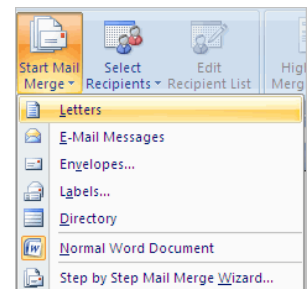 Start Mail Select Edit Hig
Merge Recipients Recipient List Merg
Letters
E-Mail Messages
Envelopes...
Labels...
Directory
Normal Word Document
Step by Step Mail Merge Wizard...